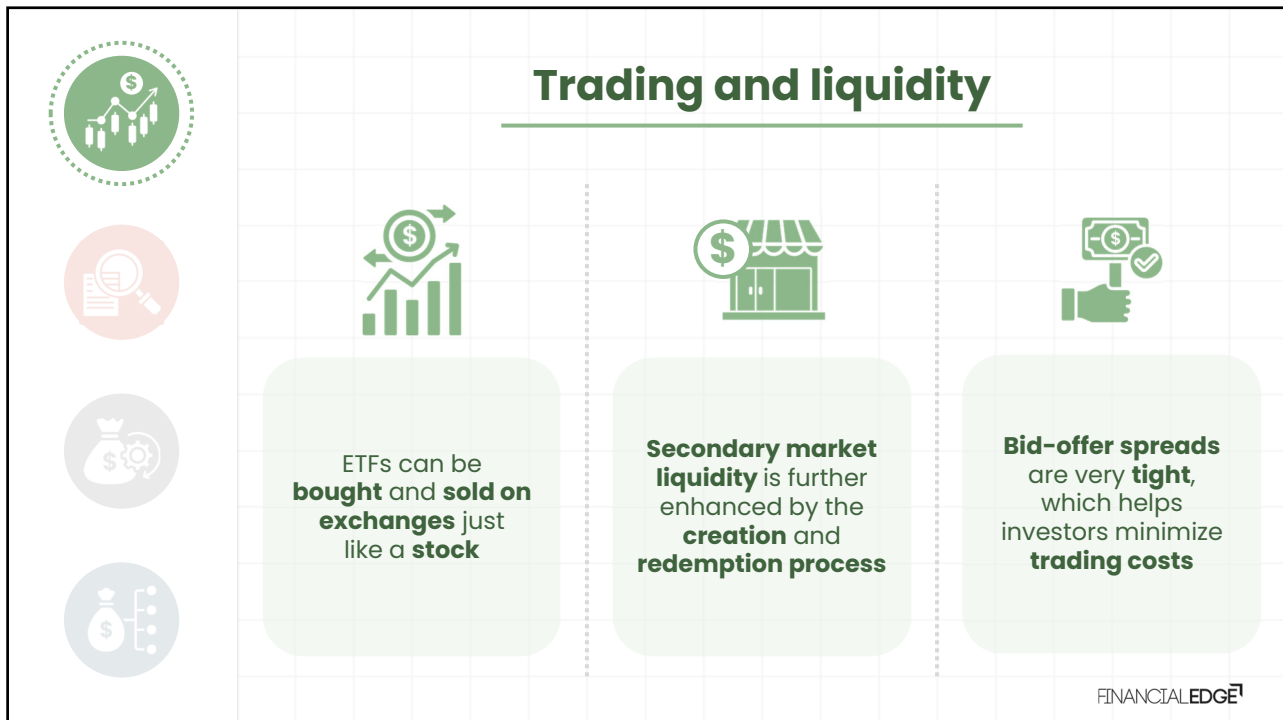 Trading and liquidity
ETFs can be
bought and sold on
exchanges just
like a stock
Secondary market
liquidity is further
enhanced by the
creation and
redemption process
Bid-offer spreads
are very tight,
which helps
investors minimize
trading costs
FINANCIALEDGE